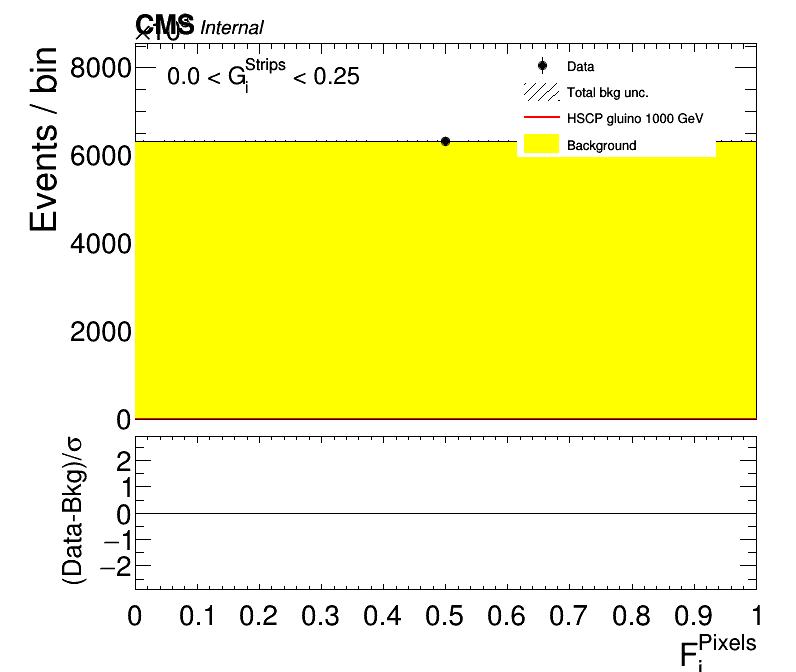 CMS Internal
×10³
Events / bin
8000
6000
4000
2000
0
0.0 < G_i^Strips < 0.25
Data
Total bkg unc.
HSCP gluino 1000 GeV
Background
(Data-Bkg)/σ
2
1
0
−1
−2
0 0.1 0.2 0.3 0.4 0.5 0.6 0.7 0.8 0.9 1
F_i^Pixels